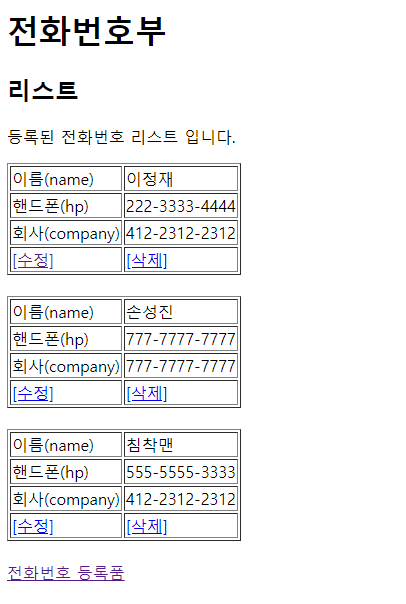 전화번호부
리스트
등록된 전화번호 리스트 입니다.
이름(name) 이정재
핸드폰(hp) 222-3333-4444
회사(company) 412-2312-2312
[수정] [삭제]
이름(name) 손성진
핸드폰(hp) 777-7777-7777
회사(company) 777-7777-7777
[수정] [삭제]
이름(name) 침착맨
핸드폰(hp) 555-5555-3333
회사(company) 412-2312-2312
[수정] [삭제]
전화번호 등록품